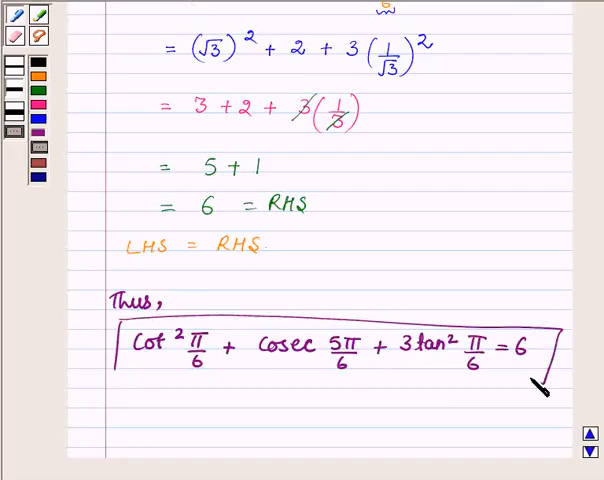 = (√3)² + 2 + 3(1/√3)²
= 3 + 2 + 3(1/3)
= 5 + 1
= 6 = RHS
LHS = RHS.
Thus,
Cot² π/6 + Cosec 5π/6 + 3 tan² π/6 = 6